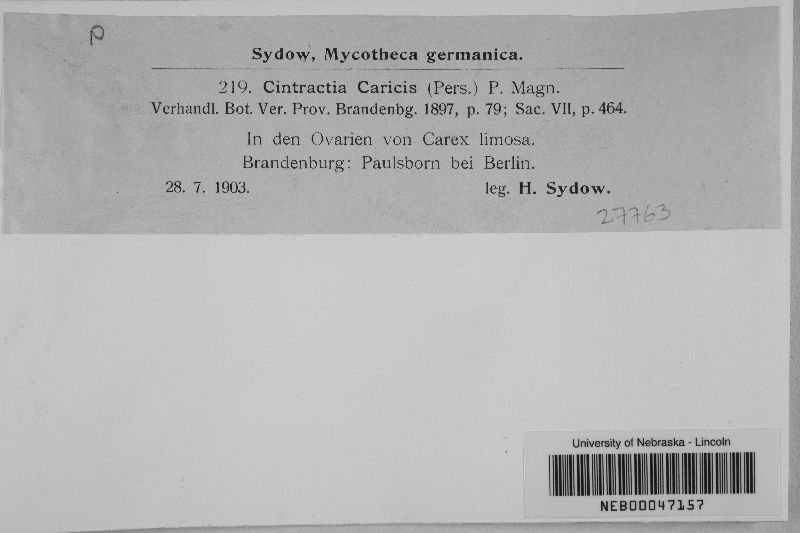 p
Sydow, Mycotheca germanica.
219. Cintractia Caricis (Pers.) P. Magn.
Verhandl. Bot. Ver. Prov. Brandenbg. 1897, p. 79; Sac. VII, p. 464.
In den Ovarien von Carex limosa.
Brandenburg: Paulsborn bei Berlin.
28. 7. 1903. leg. H. Sydow.
27763
University of Nebraska - Lincoln
NEB00047157